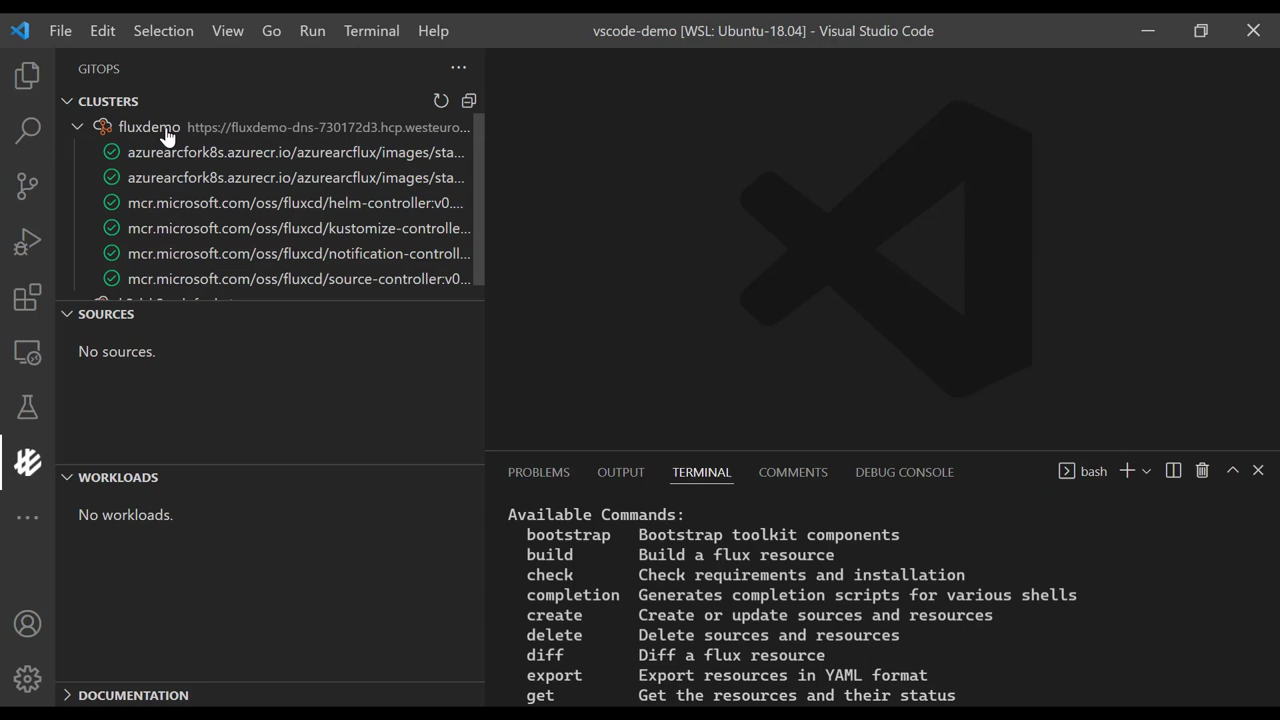 File Edit Selection View Go Run Terminal Help
vscode-demo [WSL: Ubuntu-18.04] - Visual Studio Code
GITOPS
CLUSTERS
fluxdemo https://fluxdemo-dns-730172d3.hcp.westeuro...
azurearcfork8s.azurecr.io/azurearcflux/images/sta...
azurearcfork8s.azurecr.io/azurearcflux/images/sta...
mcr.microsoft.com/oss/fluxcd/helm-controller:v0....
mcr.microsoft.com/oss/fluxcd/kustomize-controlle...
mcr.microsoft.com/oss/fluxcd/notification-controll...
mcr.microsoft.com/oss/fluxcd/source-controller:v0...
SOURCES
No sources.
WORKLOADS
No workloads.
DOCUMENTATION
PROBLEMS OUTPUT TERMINAL COMMENTS DEBUG CONSOLE
bash
Available Commands:
bootstrap Bootstrap toolkit components
build Build a flux resource
check Check requirements and installation
completion Generates completion scripts for various shells
create Create or update sources and resources
delete Delete sources and resources
diff Diff a flux resource
export Export resources in YAML format
get Get the resources and their status